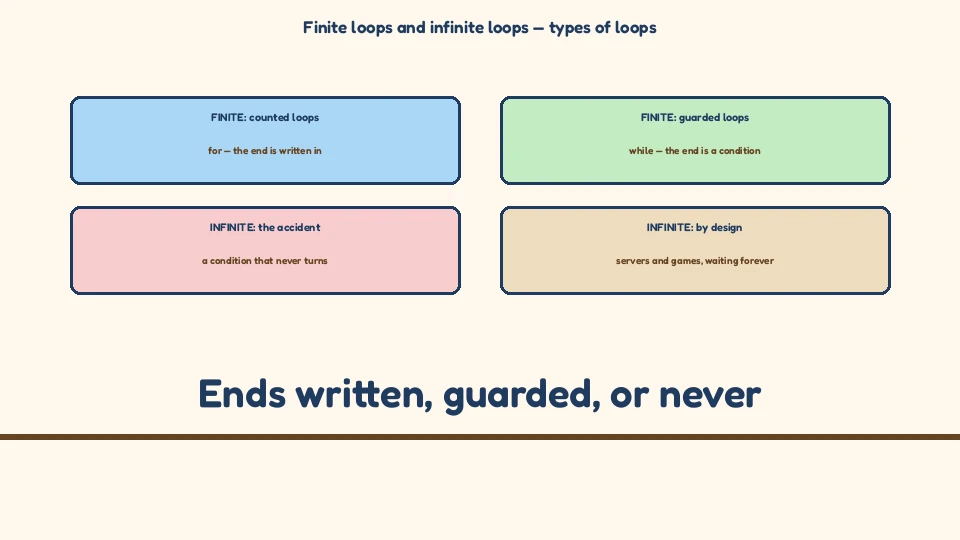 Finite loops and infinite loops — types of loops
FINITE: counted loops
for — the end is written in
FINITE: guarded loops
while — the end is a condition
INFINITE: the accident
a condition that never turns
INFINITE: by design
servers and games, waiting forever
Ends written, guarded, or never